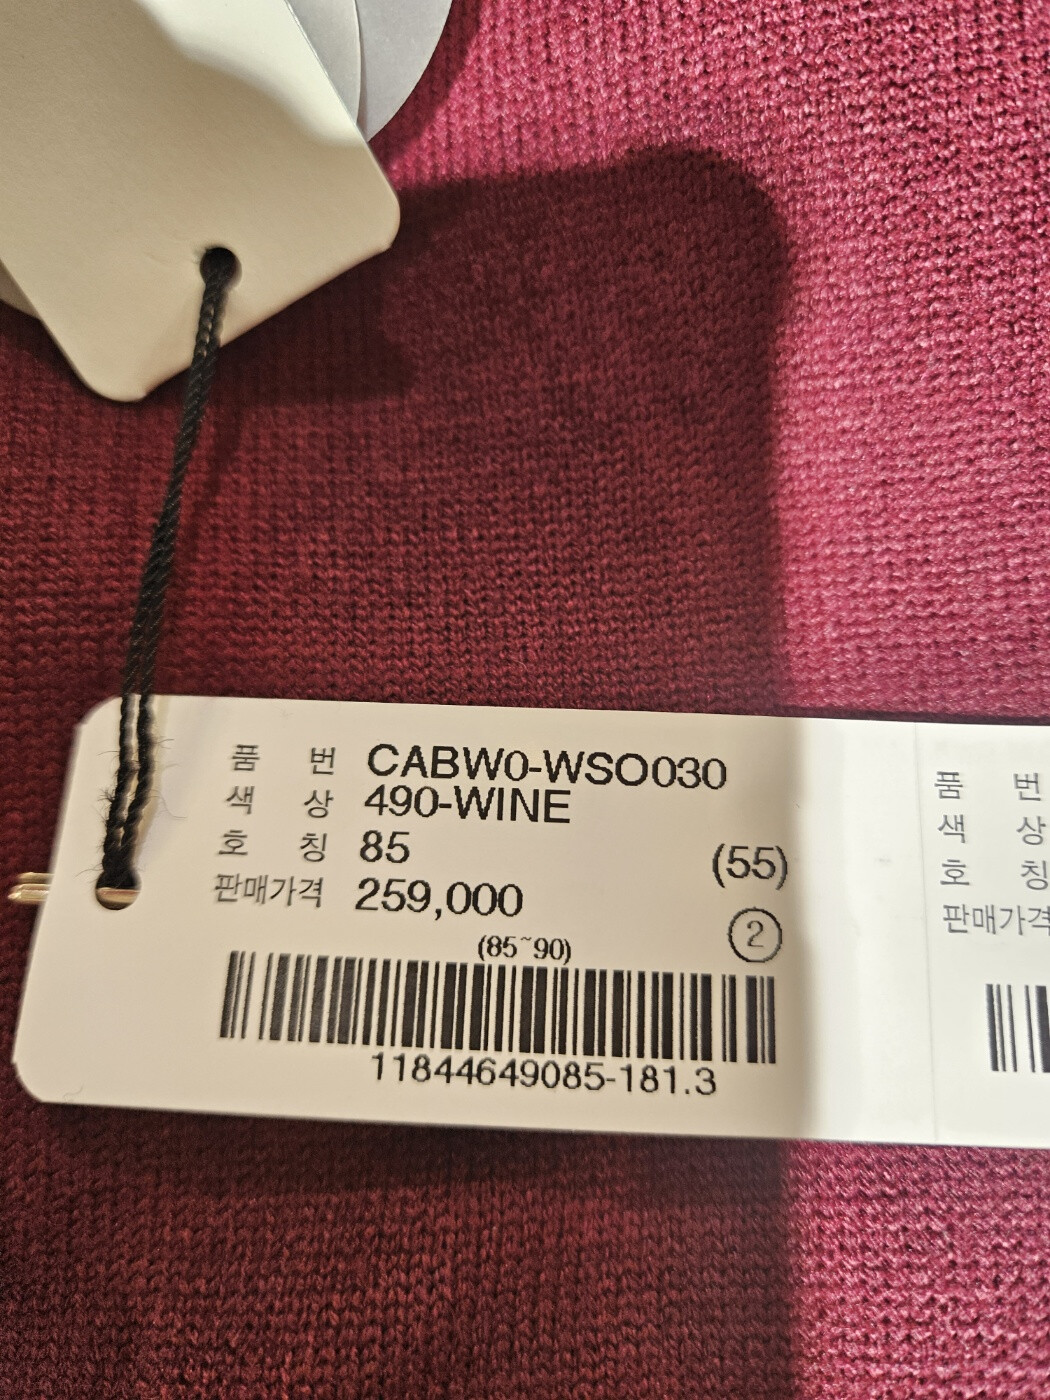 품 번 CABW0-WSO030
색 상 490-WINE
호 칭 85 (55)
판매가격 259,000
(85~90) ②
11844649085-181.3
품 번
색 상
호 칭
판매가격